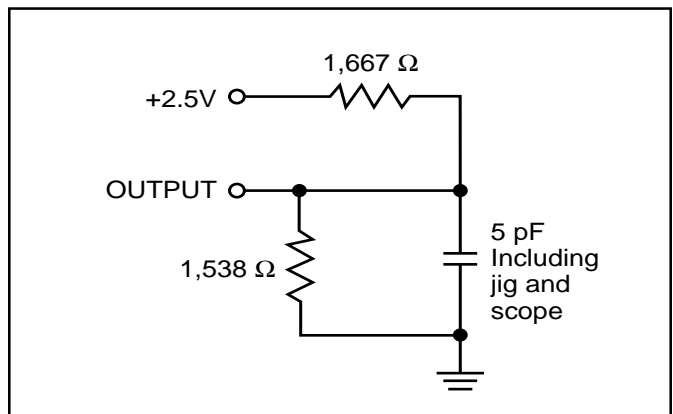 1,667 Ω
+2.5V
OUTPUT
1,538 Ω
5 pF
Including
jig and
scope